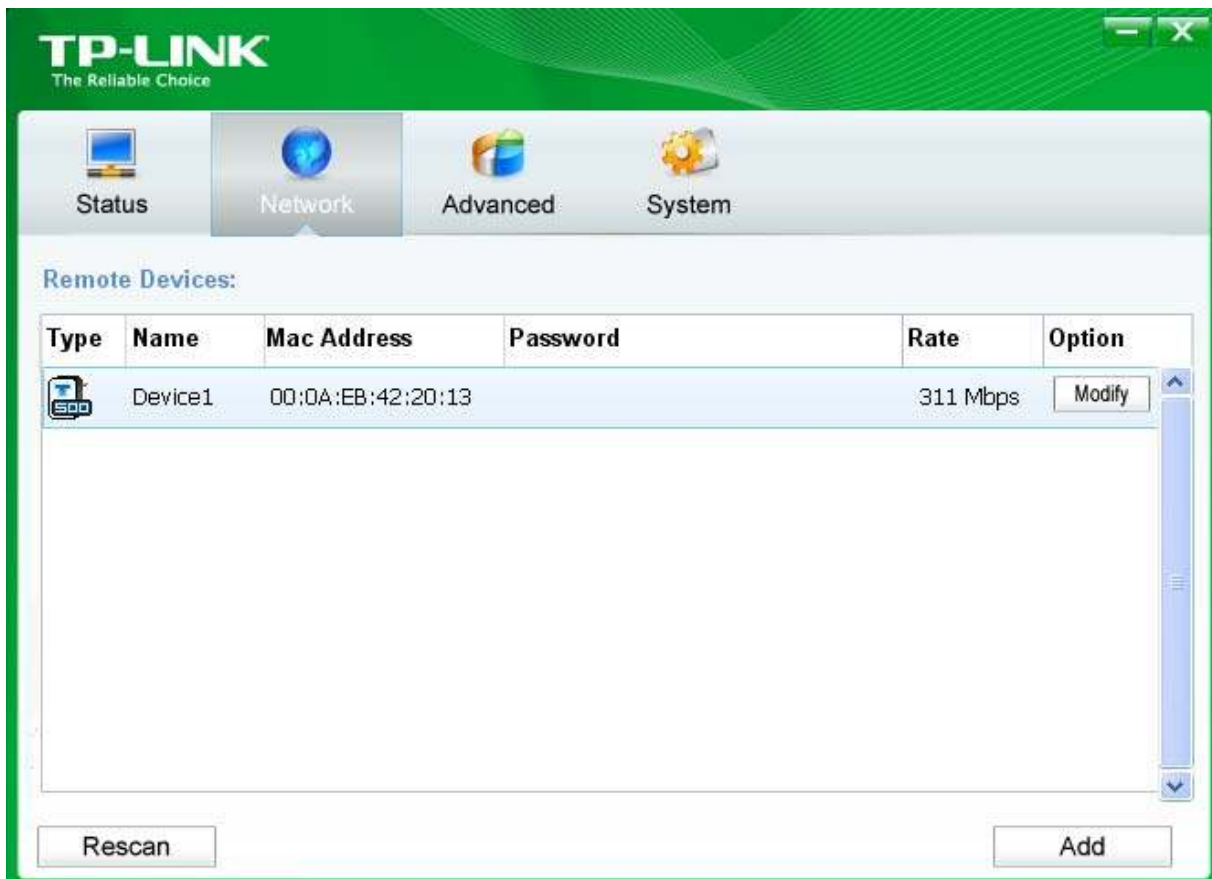 TP-LINK
The Reliable Choice
Status Network Advanced System
Remote Devices:
Type Name Mac Address Password Rate Option
T 500 Device1 00:0A:EB:42:20:13 311 Mbps Modify
Rescan Add